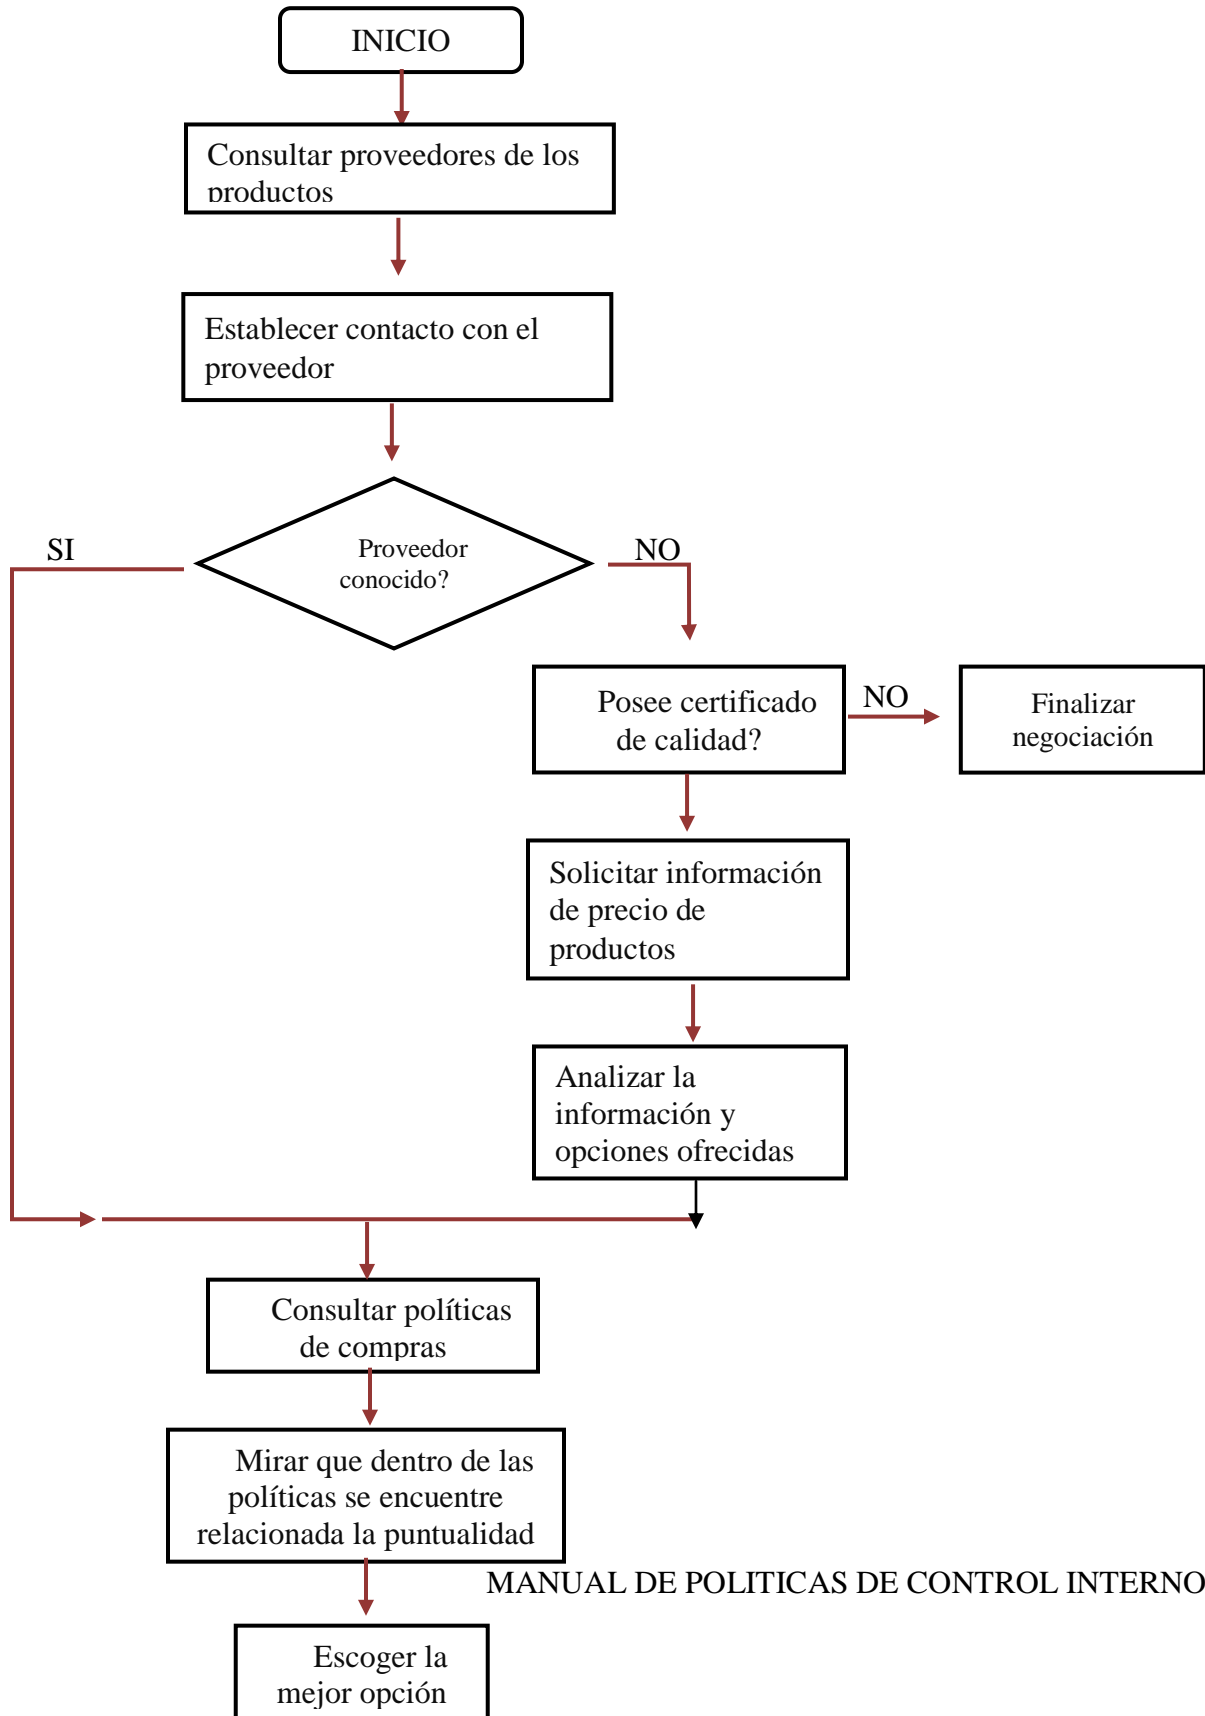 INICIO
Consultar proveedores de los
productos
Establecer contacto con el
proveedor
SI
Proveedor
conocido?
NO
Posee certificado
de calidad?
NO
Finalizar
negociación
Solicitar información
de precio de
productos
Analizar la
información y
opciones ofrecidas
Consultar políticas
de compras
Mirar que dentro de las
políticas se encuentre
relacionada la puntualidad
MANUAL DE POLITICAS DE CONTROL INTERNO
Escoger la
mejor opción